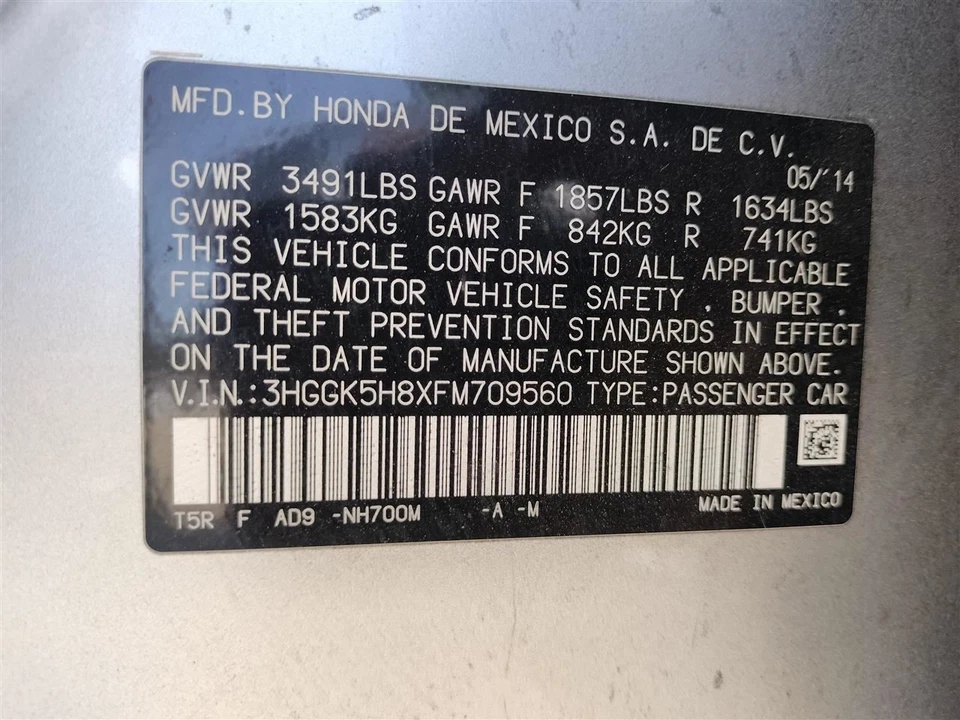 MFD.BY HONDA DE MEXICO S.A. DE C.V.
05/'14
GVWR 3491LBS GAWR F 1857LBS R 1634LBS
GVWR 1583KG GAWR F 842KG R 741KG
THIS VEHICLE CONFORMS TO ALL APPLICABLE
FEDERAL MOTOR VEHICLE SAFETY , BUMPER ,
AND THEFT PREVENTION STANDARDS IN EFFECT
ON THE DATE OF MANUFACTURE SHOWN ABOVE.
V.I.N.:3HGGK5H8XFM709560 TYPE:PASSENGER CAR
T5R F AD9 -NH700M -A -M
MADE IN MEXICO